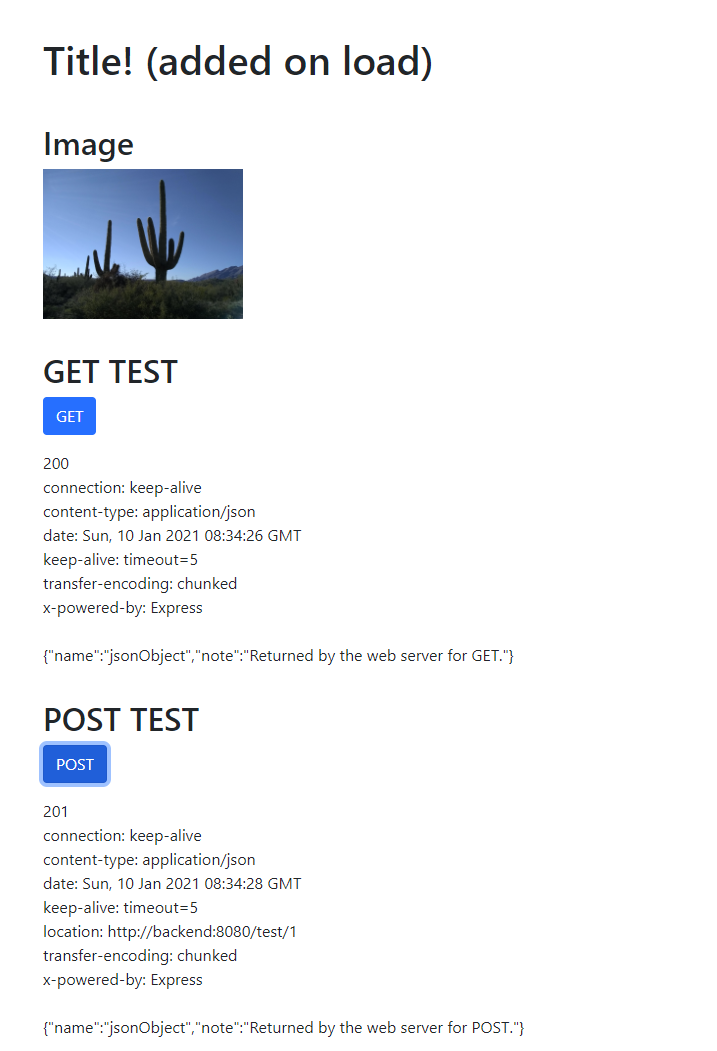 Title! (added on load)
Image
GET TEST
GET
200
connection: keep-alive
content-type: application/json
date: Sun, 10 Jan 2021 08:34:26 GMT
keep-alive: timeout=5
transfer-encoding: chunked
x-powered-by: Express
{"name":"jsonObject","note":"Returned by the web server for GET."}
POST TEST
POST
201
connection: keep-alive
content-type: application/json
date: Sun, 10 Jan 2021 08:34:28 GMT
keep-alive: timeout=5
location: http://backend:8080/test/1
transfer-encoding: chunked
x-powered-by: Express
{"name":"jsonObject","note":"Returned by the web server for POST."}